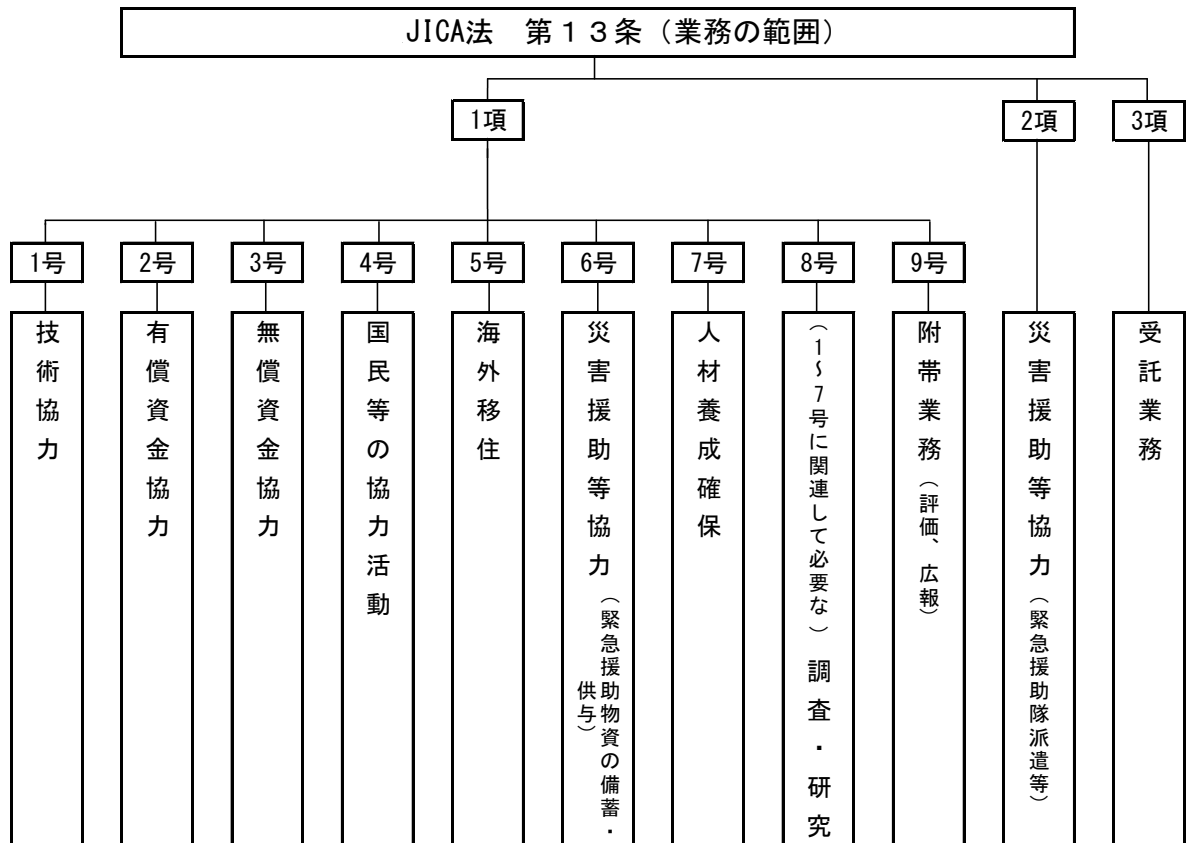 JICA法　第１３条（業務の範囲）
1項
2項
3項
1号
2号
3号
4号
5号
6号
7号
8号
9号
技術協力
有償資金協力
無償資金協力
国民等の協力活動
海外移住
災害援助等協力（緊急援助物資の備蓄・
供与）
人材養成確保
（1～7号に関連して必要な）調査・研究
附帯業務（評価、広報）
災害援助等協力（緊急援助隊派遣等）
受託業務